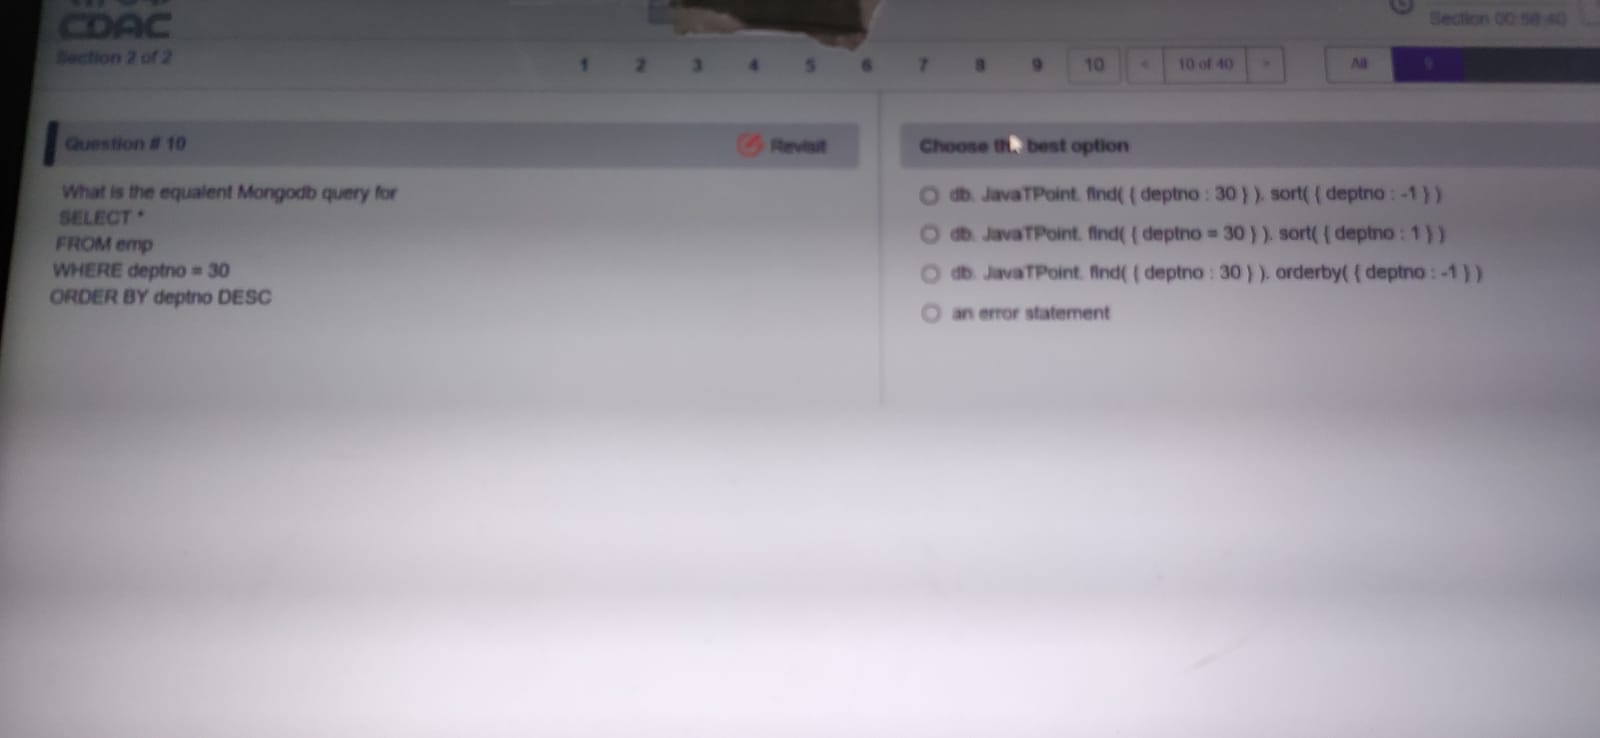 CDAC
Section 2 of 2
Section 00:58:40
1 2 3 4 5 6 7 8 9 10 < 10 of 40 > All 9
Question # 10
Revisit
What is the equalent Mongodb query for
SELECT *
FROM emp
WHERE deptno = 30
ORDER BY deptno DESC
Choose the best option
db. JavaTPoint. find( { deptno : 30 } ). sort( { deptno : -1 } )
db. JavaTPoint. find( { deptno = 30 } ). sort( { deptno : 1 } )
db. JavaTPoint. find( { deptno : 30 } ). orderby( { deptno : -1 } )
an error statement